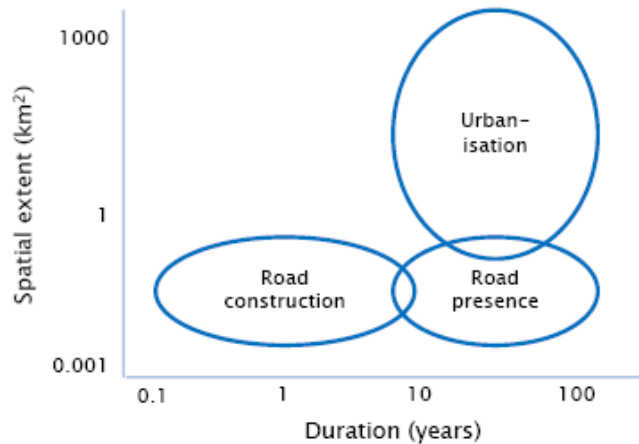 1000
Spatial extent (km²)
Urban-
isation
1
Road
construction
Road
presence
0.001
0.1
1
10
100
Duration (years)